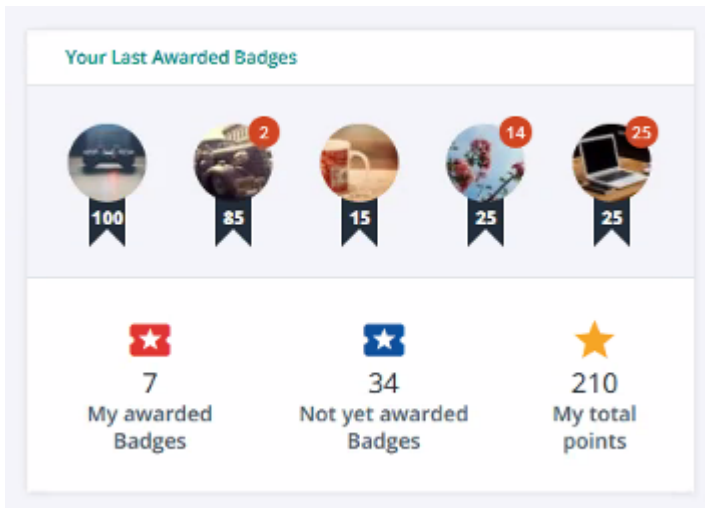 Your Last Awarded Badges
2
14
25
100
85
15
25
25
7
34
210
My awarded
Badges
Not yet awarded
Badges
My total
points